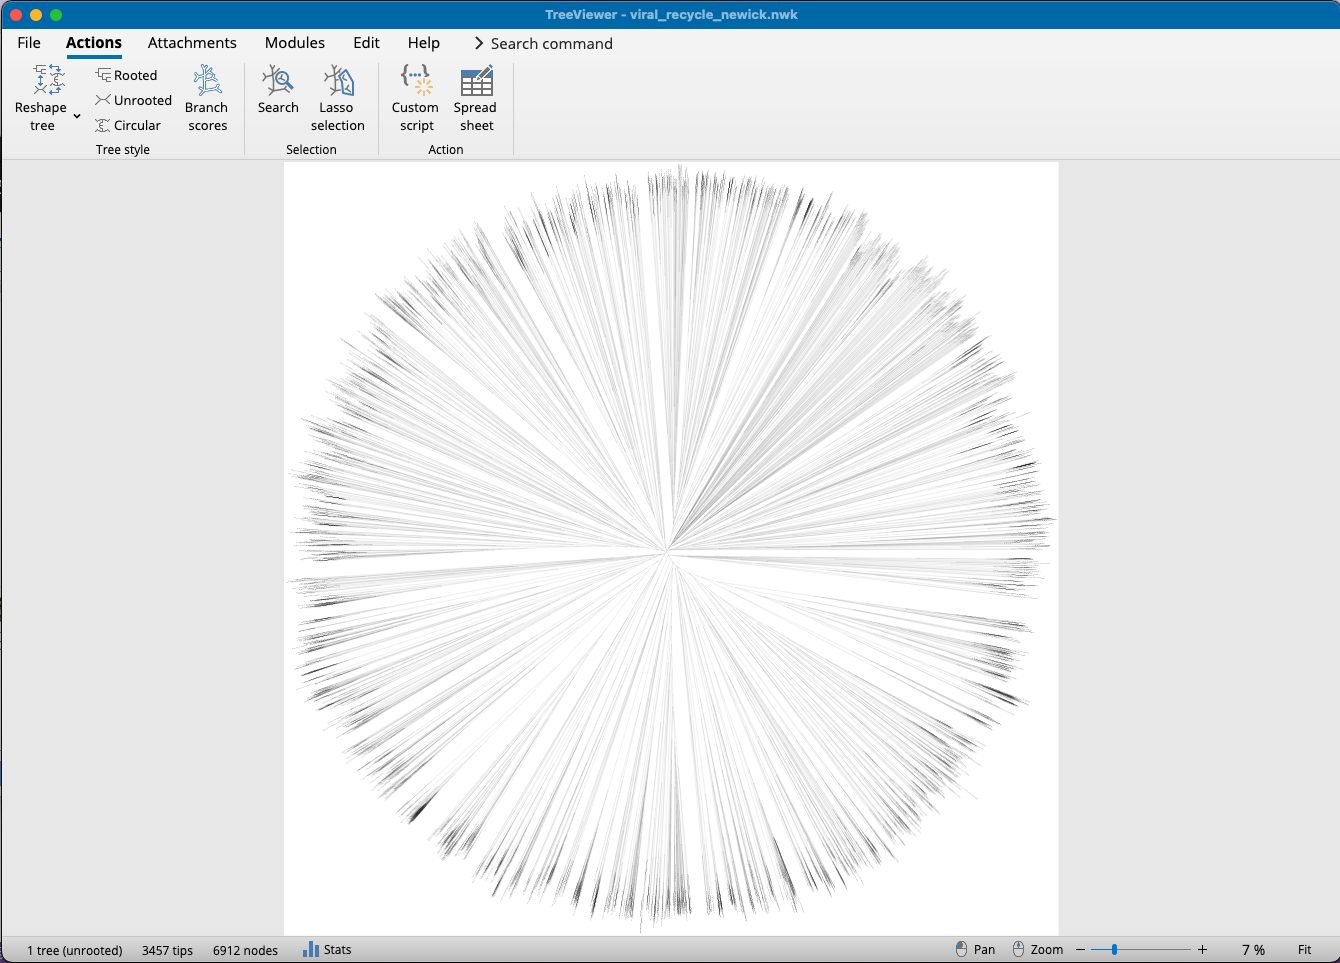 TreeViewer - viral_recycle_newick.nwk
File Actions Attachments Modules Edit Help Search command
Reshape tree
Rooted
Unrooted
Circular
Branch scores
Tree style
Search
Lasso selection
Selection
Custom script
Spread sheet
Action
1 tree (unrooted) 3457 tips 6912 nodes Stats Pan Zoom 7 % Fit